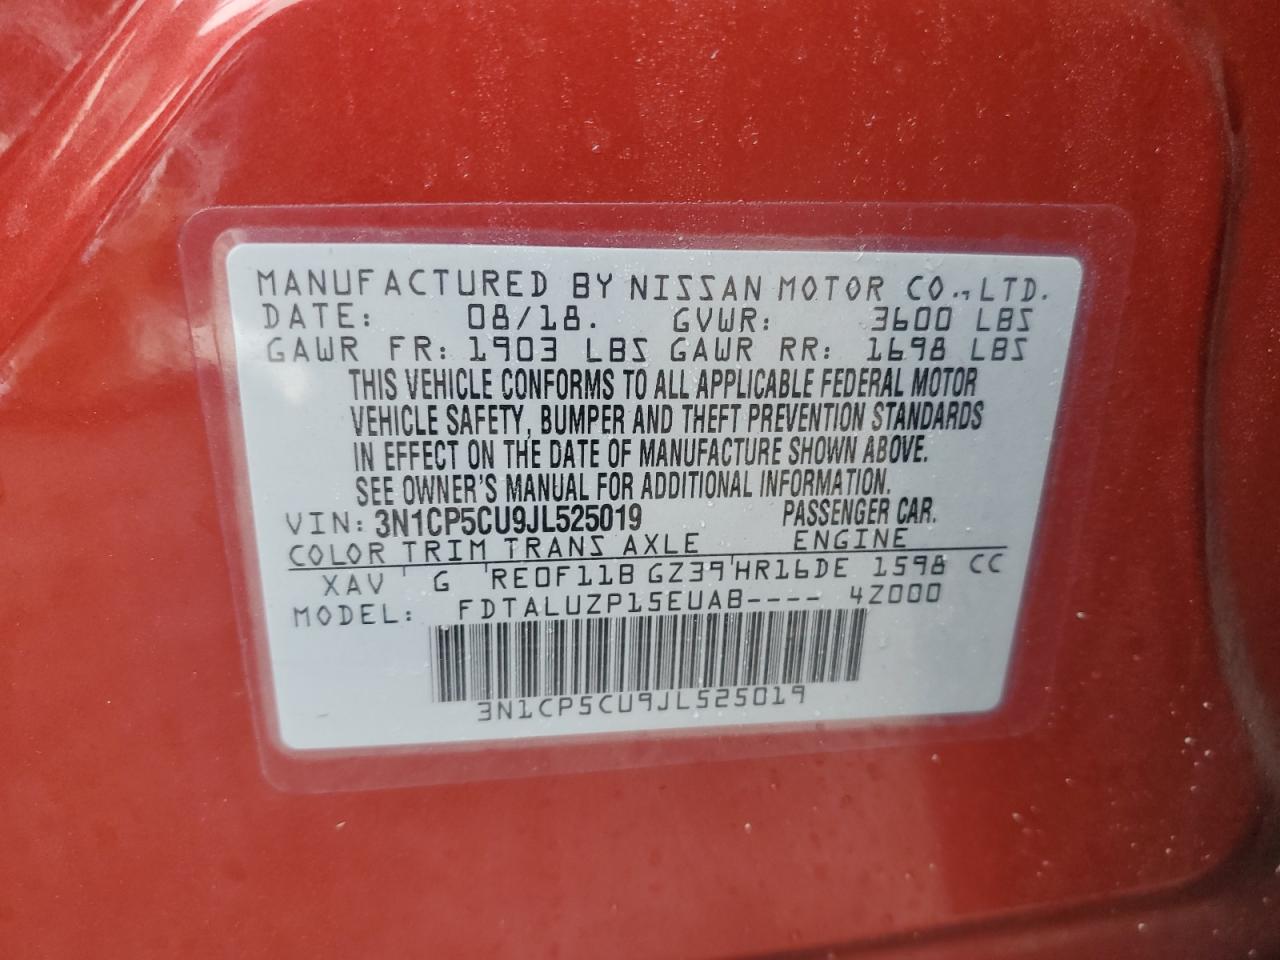 MANUFACTURED BY NISSAN MOTOR CO., LTD.
DATE: 08/18. GVWR: 3600 LBS
GAWR FR: 1903 LBS GAWR RR: 1698 LBS
THIS VEHICLE CONFORMS TO ALL APPLICABLE FEDERAL MOTOR
VEHICLE SAFETY, BUMPER AND THEFT PREVENTION STANDARDS
IN EFFECT ON THE DATE OF MANUFACTURE SHOWN ABOVE.
SEE OWNER'S MANUAL FOR ADDITIONAL INFORMATION.
VIN: 3N1CP5CU9JL525019 PASSENGER CAR.
COLOR TRIM TRANS AXLE ENGINE
XAV ' G ' RE0F11B GZ39 ' HR16DE 1598 CC
MODEL: FDTALUZP15EUAB---- 4Z000
3N1CP5CU9JL525019